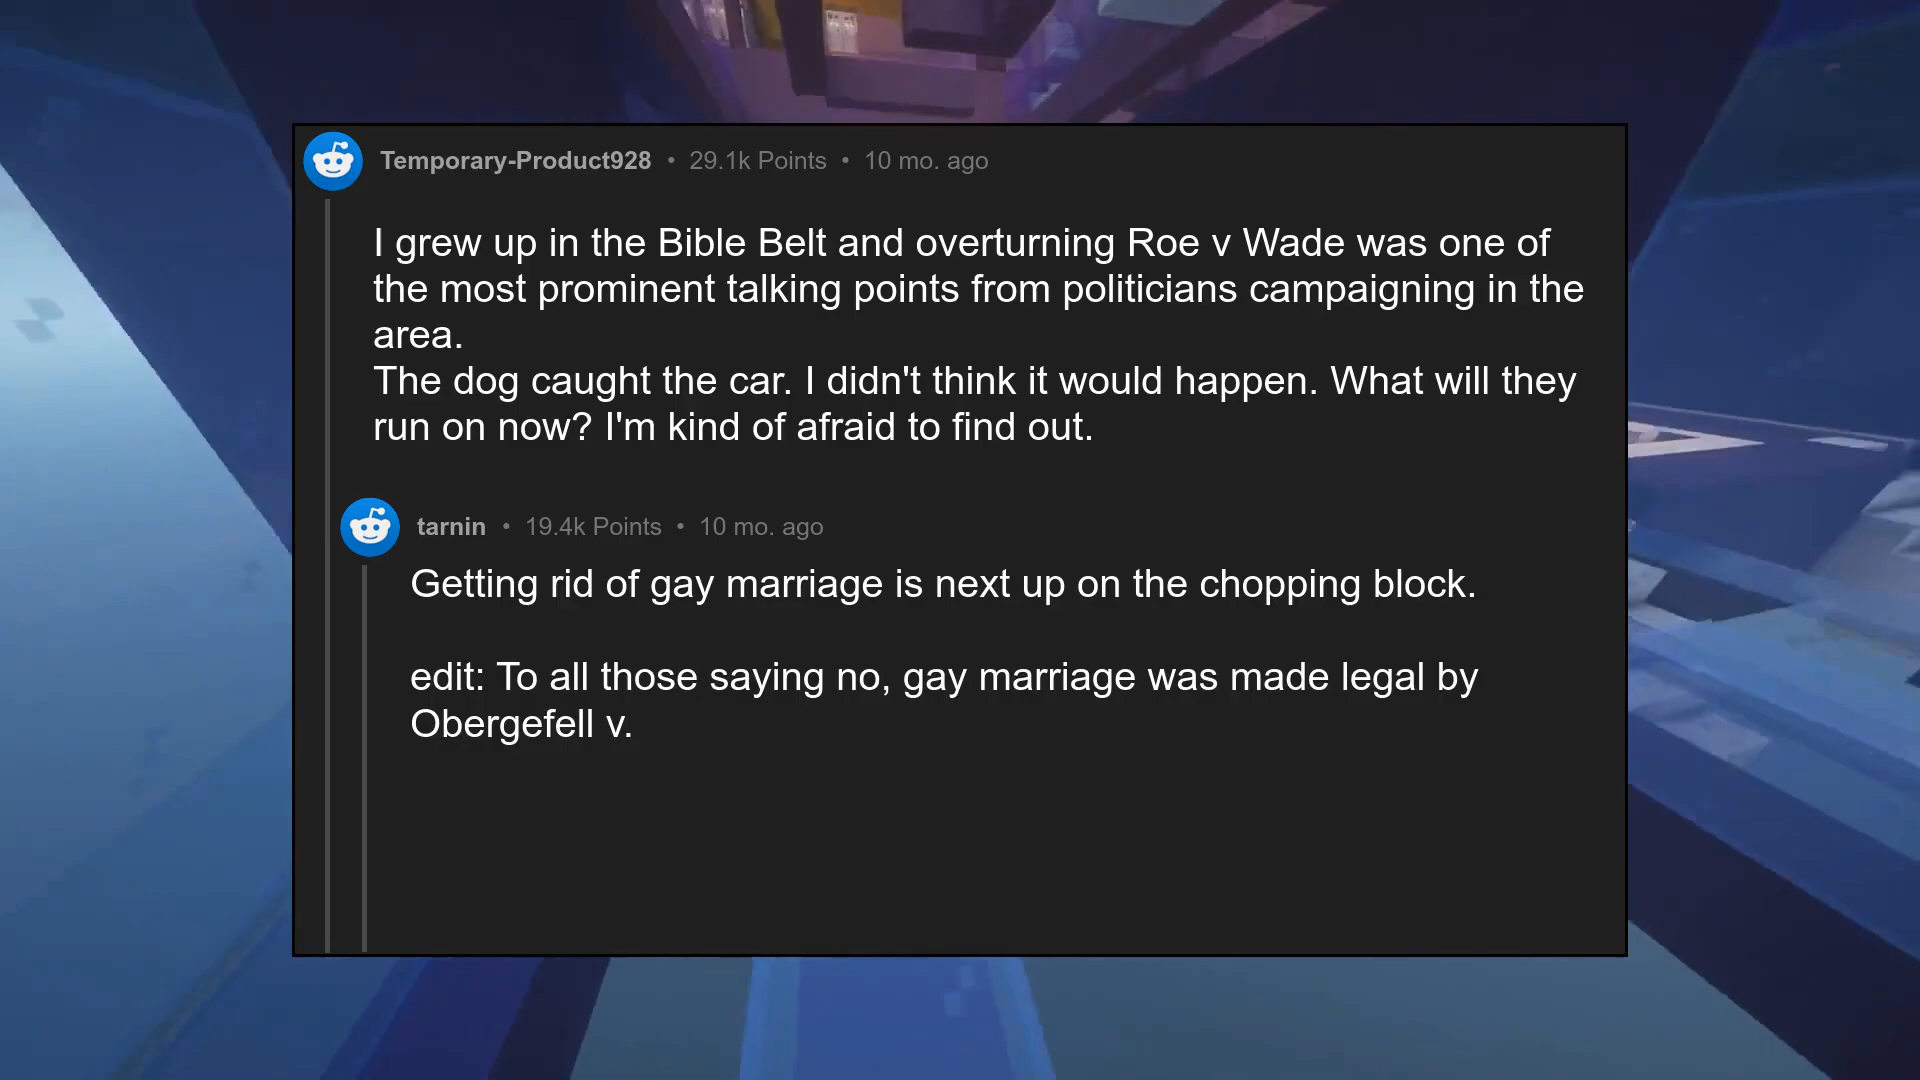 Temporary-Product928 • 29.1k Points • 10 mo. ago
I grew up in the Bible Belt and overturning Roe v Wade was one of
the most prominent talking points from politicians campaigning in the
area.
The dog caught the car. I didn't think it would happen. What will they
run on now? I'm kind of afraid to find out.
tarnin • 19.4k Points • 10 mo. ago
Getting rid of gay marriage is next up on the chopping block.
edit: To all those saying no, gay marriage was made legal by
Obergefell v.